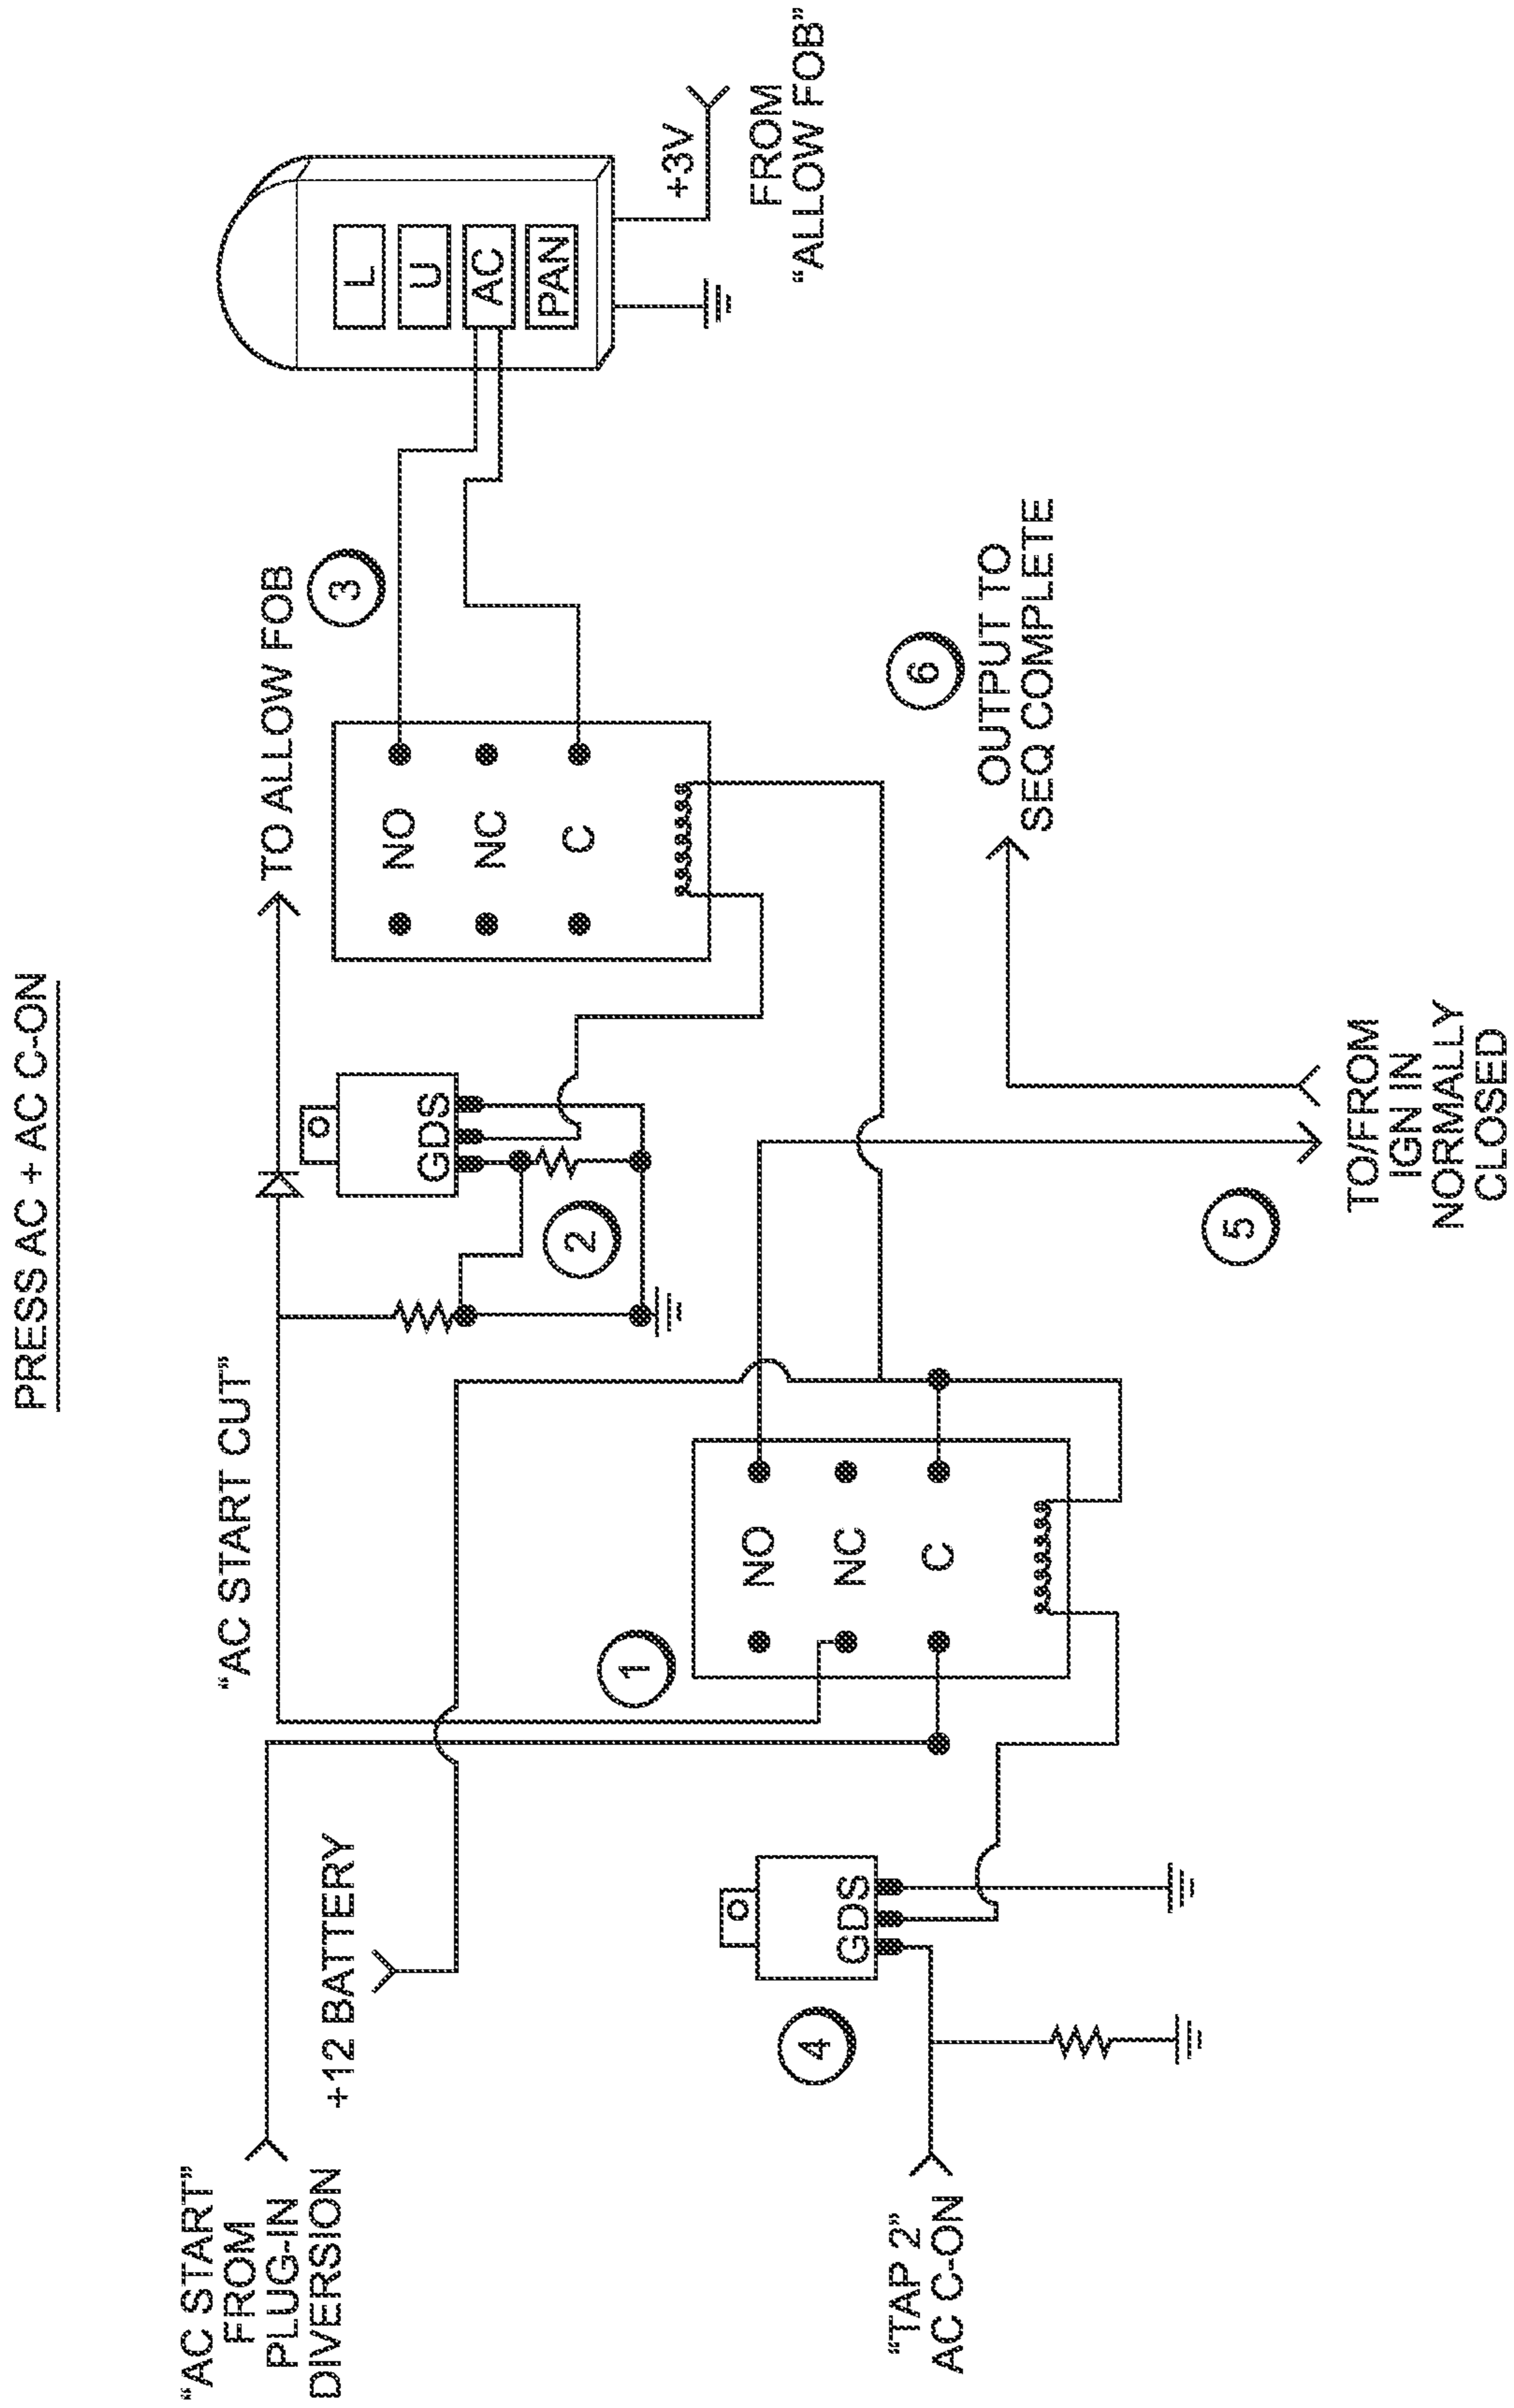 PRESS AC + AC C-ON
"AC START"
FROM
PLUG-IN
DIVERSION
"AC START CUT"
TO ALLOW FOB
+12 BATTERY
3
L
U
AC
PAN
+3V
FROM
"ALLOW FOB"
GDS
2
NO
NC
C
1
NO
NC
C
GDS
4
"TAP 2"
AC C-ON
6
OUTPUT TO
SEQ COMPLETE
5
TO/FROM
IGN IN
NORMALLY
CLOSED